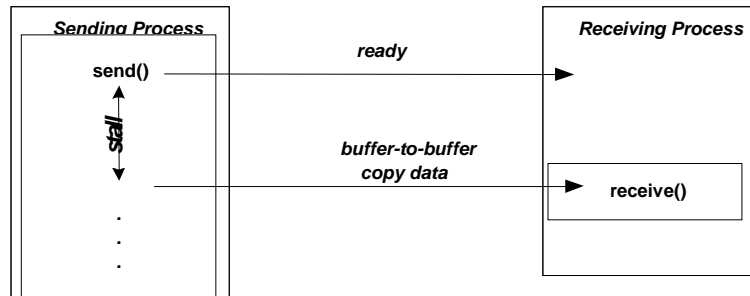 Sending Process
Receiving Process
ready
send()
stall
buffer-to-buffer
copy data
receive()
.
.
.